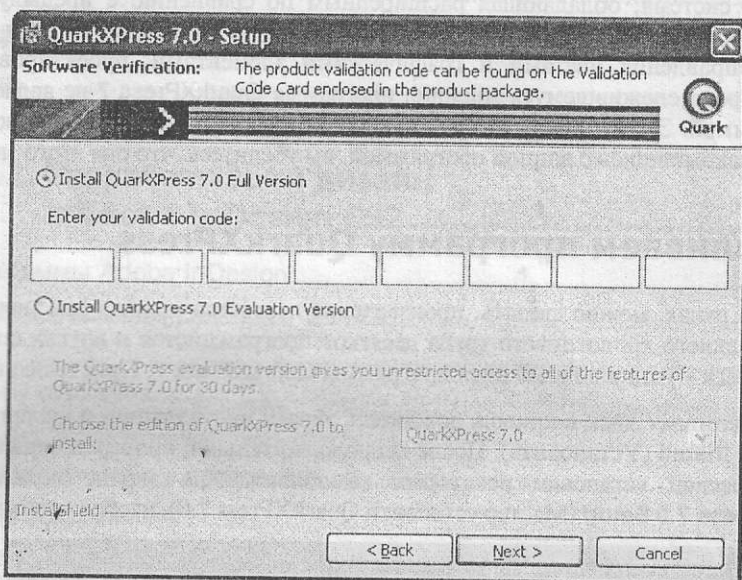 QuarkXPress 7.0 - Setup
Software Verification:
The product validation code can be found on the Validation
Code Card enclosed in the product package.
Quark
Install QuarkXPress 7.0 Full Version
Enter your validation code:
Install QuarkXPress 7.0 Evaluation Version
The QuarkXPress evaluation version gives you unrestricted access to all of the features of
QuarkXPress 7.0 for 30 days.
Choose the edition of QuarkXPress 7.0 to
install:
QuarkXPress 7.0
InstallShield
< Back
Next >
Cancel